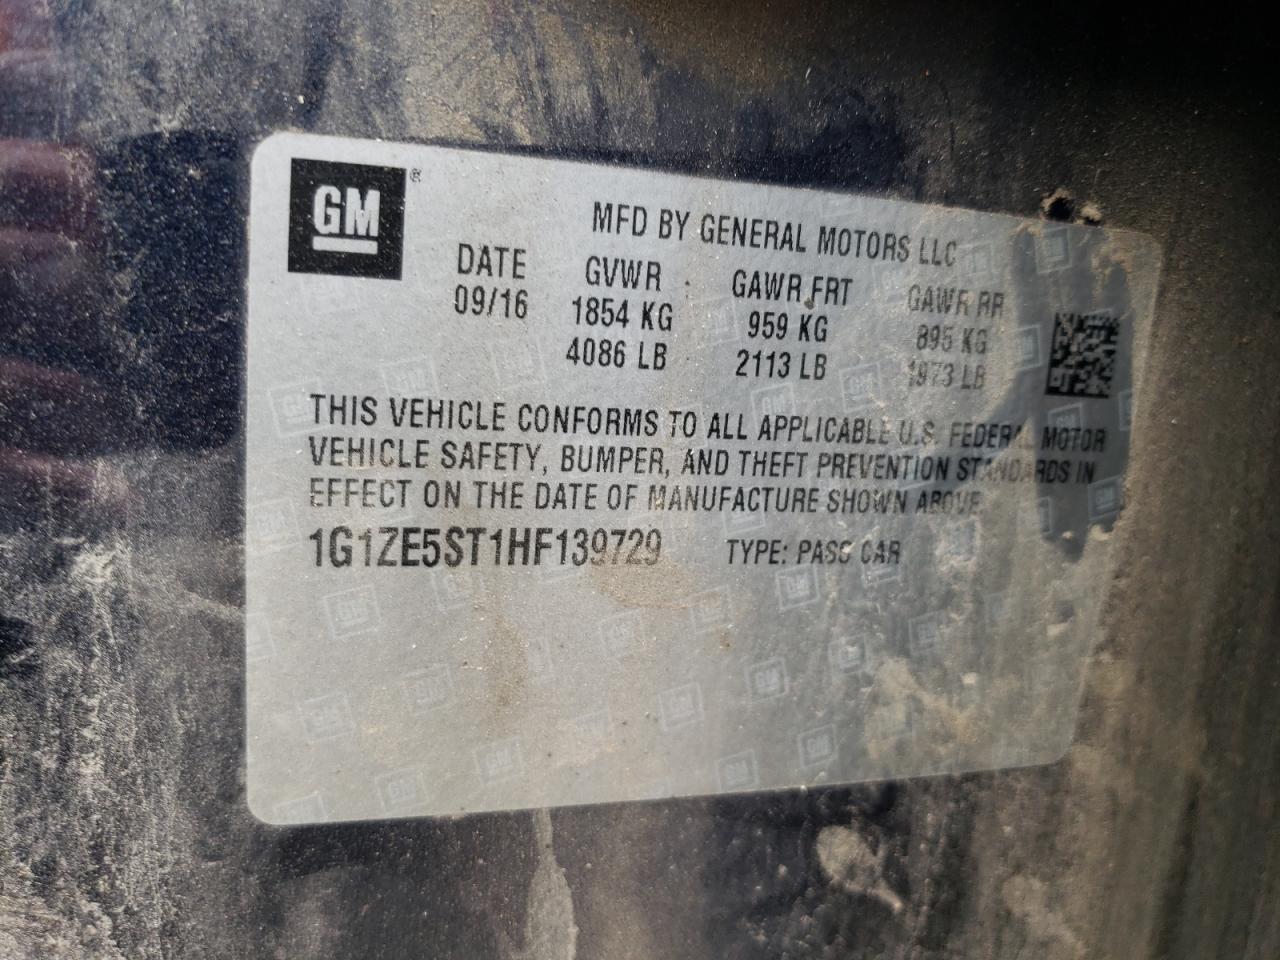 GM®
MFD BY GENERAL MOTORS LLC
DATE GVWR GAWR FRT GAWR RR
09/16 1854 KG 959 KG 895 KG
4086 LB 2113 LB 1973 LB
THIS VEHICLE CONFORMS TO ALL APPLICABLE U.S. FEDERAL MOTOR
VEHICLE SAFETY, BUMPER, AND THEFT PREVENTION STANDARDS IN
EFFECT ON THE DATE OF MANUFACTURE SHOWN ABOVE.
1G1ZE5ST1HF139729 TYPE: PASS CAR